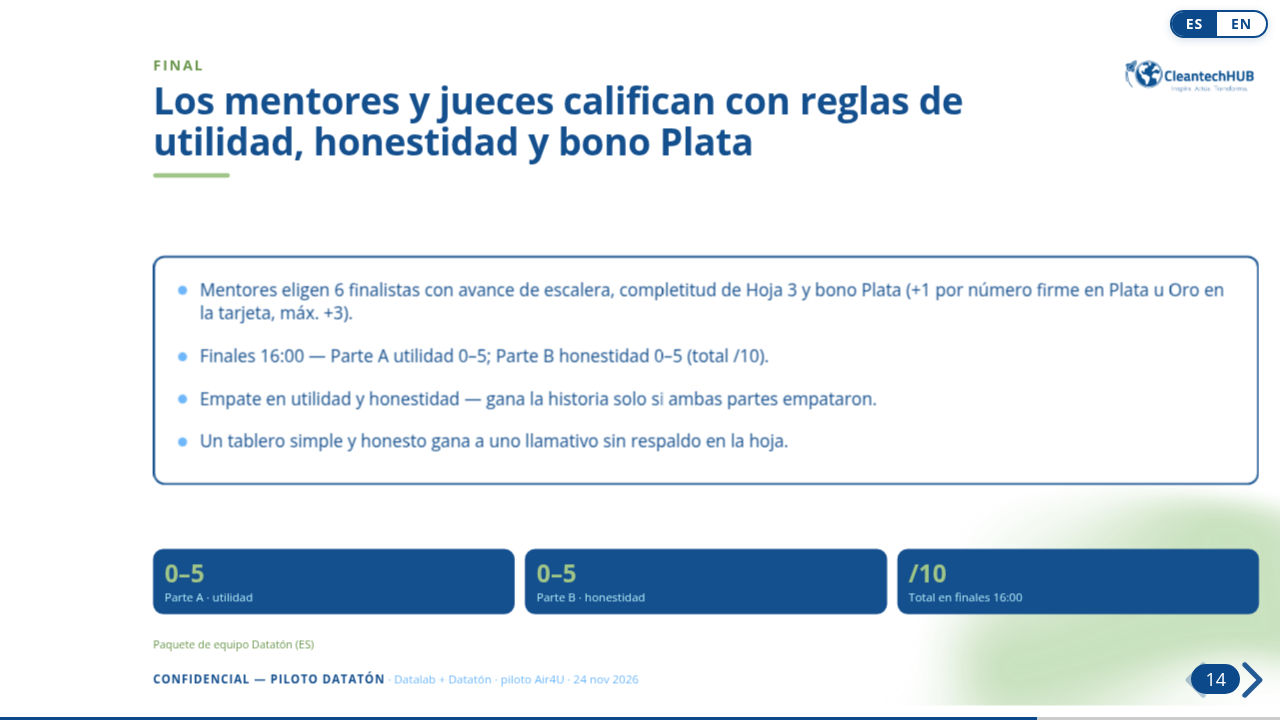 ES EN
FINAL
CleantechHUB
Inspira. Actúa. Transforma.
Los mentores y jueces califican con reglas de
utilidad, honestidad y bono Plata
Mentores eligen 6 finalistas con avance de escalera, completitud de Hoja 3 y bono Plata (+1 por número firme en Plata u Oro en
la tarjeta, máx. +3).
Finales 16:00 — Parte A utilidad 0–5; Parte B honestidad 0–5 (total /10).
Empate en utilidad y honestidad — gana la historia solo si ambas partes empataron.
Un tablero simple y honesto gana a uno llamativo sin respaldo en la hoja.
0–5
Parte A · utilidad
0–5
Parte B · honestidad
/10
Total en finales 16:00
Paquete de equipo Datatón (ES)
CONFIDENCIAL — PILOTO DATATÓN · Datalab + Datatón · piloto Air4U · 24 nov 2026
14